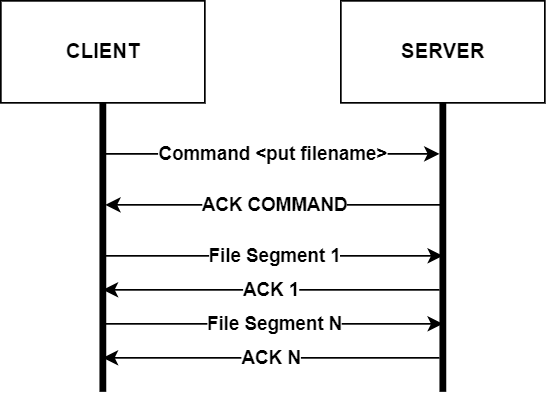 CLIENT
SERVER
Command <put filename>
ACK COMMAND
File Segment 1
ACK 1
File Segment N
ACK N